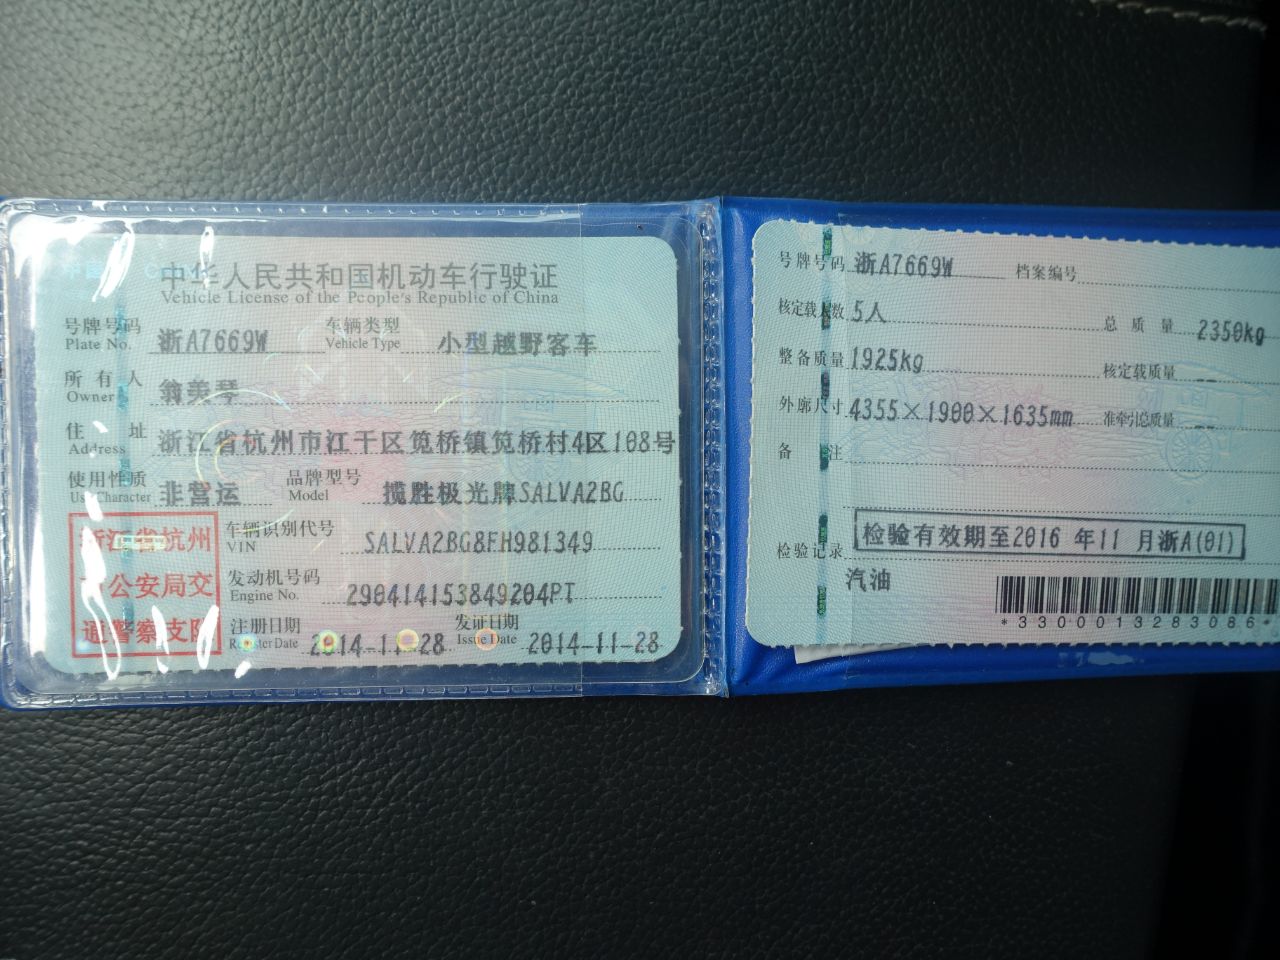 中华人民共和国机动车行驶证
Vehicle License of the People's Republic of China
号牌号码 浙A7669W 车辆类型 小型越野客车
Plate No. Vehicle Type
所有人 翁美琴
Owner
住址 浙江省杭州市江干区笕桥镇笕桥村4区108号
Address
使用性质 非营运 品牌型号 揽胜极光牌SALVA2BG
Use Character Model
浙江省杭州
市公安局交
通警察支队
车辆识别代号 SALVA2BG8FH981349
VIN
发动机号码 290414153849204PT
Engine No.
注册日期 2014-11-28 发证日期 2014-11-28
Register Date Issue Date
号牌号码 浙A7669W 档案编号
核定载人数 5人 总质量 2350kg
整备质量 1925kg 核定载质量 --
外廓尺寸 4355×1900×1635mm 准牵引总质量 --
备注
检验记录 检验有效期至2016 年11 月浙A(01)
汽油
*3300013283086*